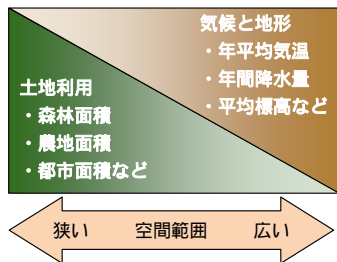 気候と地形
・年平均気温
・年間降水量
・平均標高など
土地利用
・森林面積
・農地面積
・都市面積など
狭い 空間範囲 広い